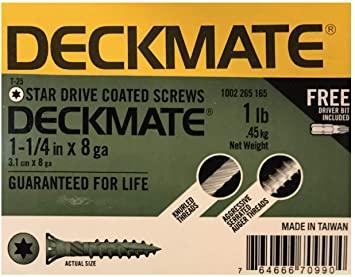 DECKMATE®
T-25
STAR DRIVE COATED SCREWS
1002 265 165
DECKMATE®
1 lb
.45kg
Net Weight
FREE
DRIVER BIT
INCLUDED
1-1/4 in x 8 ga
3.1 cm x 8 ga
GUARANTEED FOR LIFE
KNURLED
THREADS
AGGRESSIVE
SERRATED
AUGER THREADS
ACTUAL SIZE
MADE IN TAIWAN
7 64666 70990